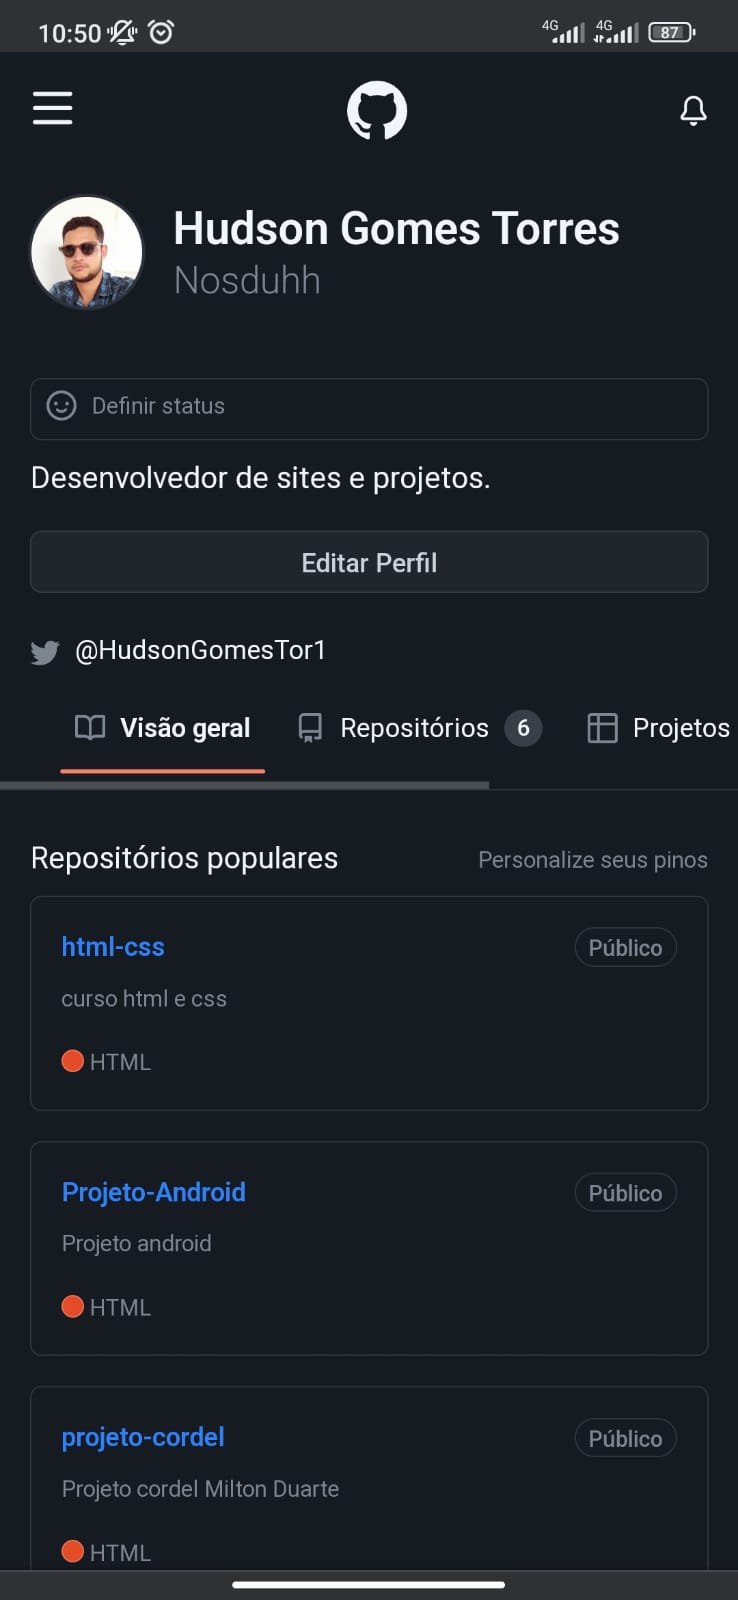 10:50
4G 4G 87
Hudson Gomes Torres
Nosduhh
Definir status
Desenvolvedor de sites e projetos.
Editar Perfil
@HudsonGomesTor1
Visão geral Repositórios 6 Projetos
Repositórios populares Personalize seus pinos
html-css Público
curso html e css
HTML
Projeto-Android Público
Projeto android
HTML
projeto-cordel Público
Projeto cordel Milton Duarte
HTML